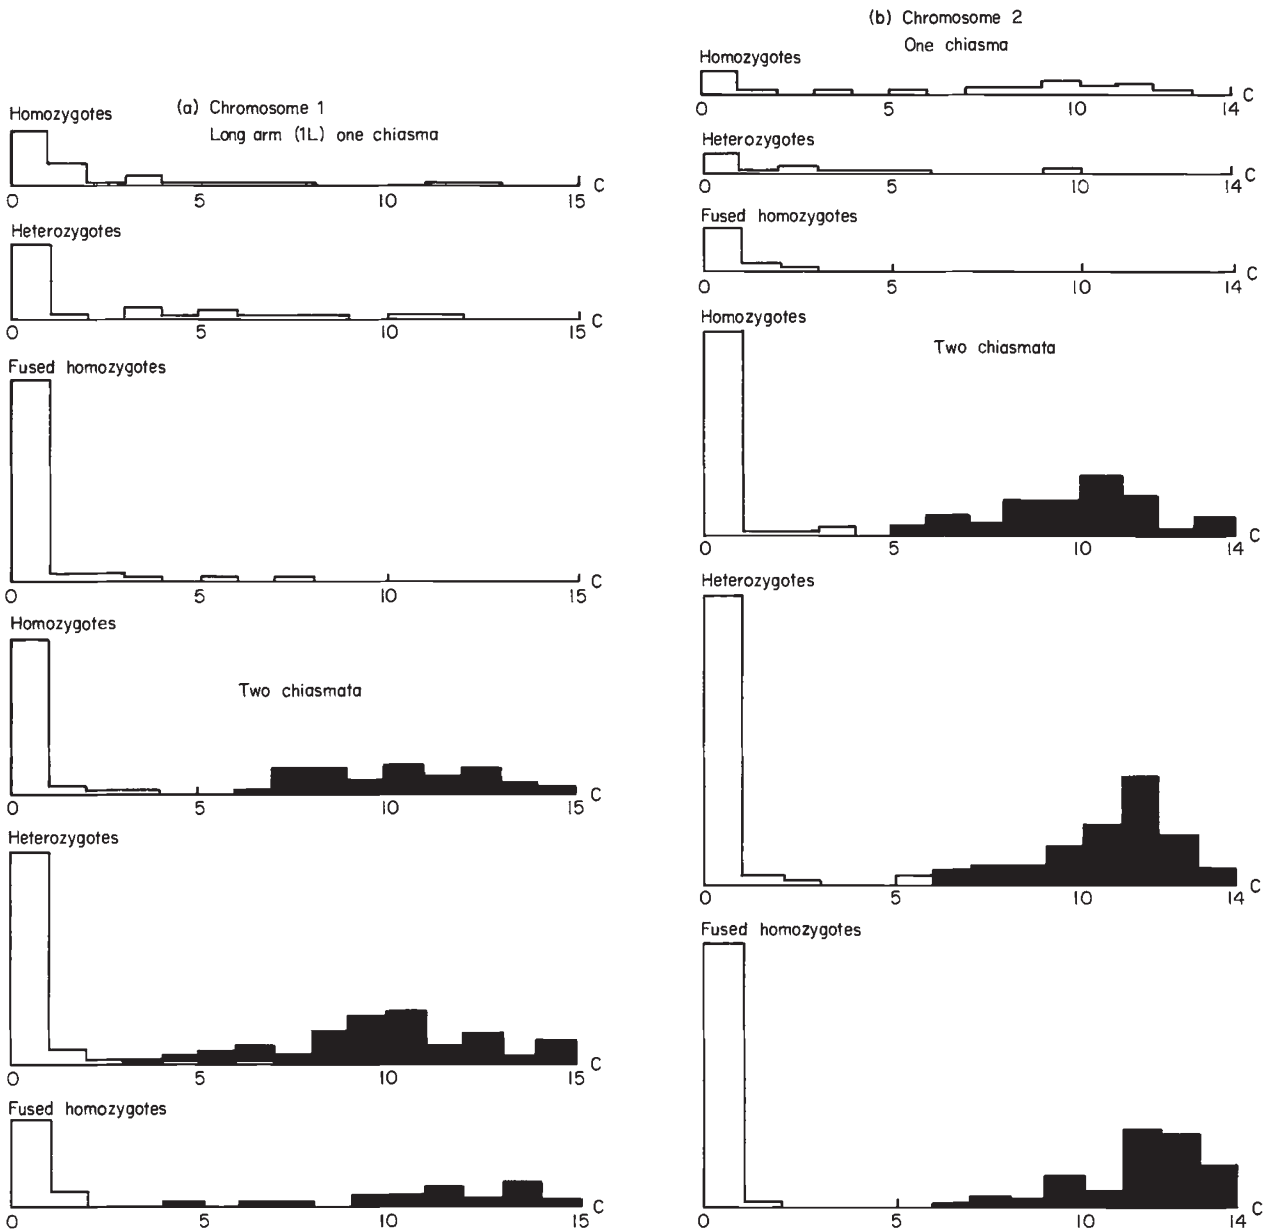 (a) Chromosome 1
Long arm (1L) one chiasma
Homozygotes
0 5 10 15 C
Heterozygotes
0 5 10 15 C
Fused homozygotes
0 5 10 15 C
Homozygotes
Two chiasmata
0 5 10 15 C
Heterozygotes
0 5 10 15 C
Fused homozygotes
0 5 10 15 C
(b) Chromosome 2
One chiasma
Homozygotes
0 5 10 14 C
Heterozygotes
0 5 10 14 C
Fused homozygotes
0 5 10 14 C
Homozygotes
Two chiasmata
0 5 10 14 C
Heterozygotes
0 5 10 14 C
Fused homozygotes
0 5 10 14 C